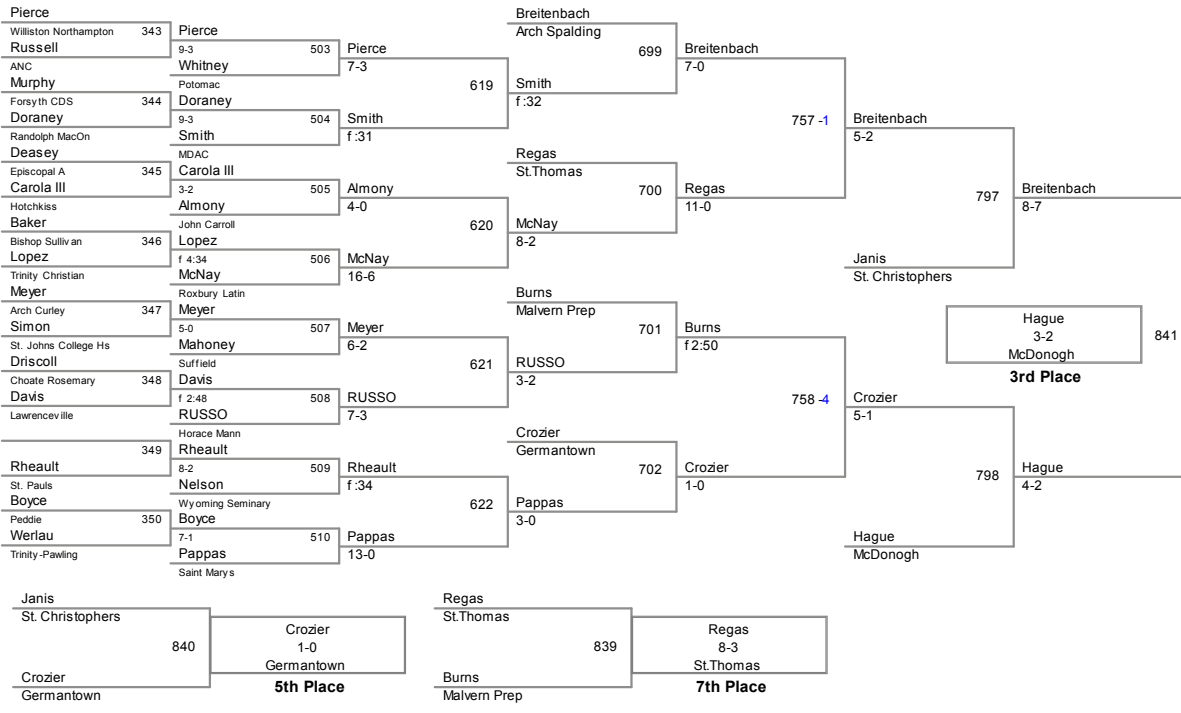 Pierce
Williston Northampton
343
Russell
ANC
Murphy
Forsyth CDS
344
Doraney
Randolph MacOn
Deasey
Episcopal A
345
Carola III
Hotchkiss
Baker
Bishop Sullivan
346
Lopez
Trinity Christian
Meyer
Arch Curley
347
Simon
St. Johns College Hs
Driscoll
Choate Rosemary
348
Davis
Lawrenceville
349
Rheault
St. Pauls
Boyce
Peddie
350
Werlau
Trinity-Pawling
Pierce
9-3
503
Whitney
Potomac
Doraney
9-3
504
Smith
MDAC
Carola III
3-2
505
Almony
John Carroll
Lopez
f 4:34
506
McNay
Roxbury Latin
Meyer
5-0
507
Mahoney
Suffield
Davis
f 2:48
508
RUSSO
Horace Mann
Rheault
8-2
509
Nelson
Wyoming Seminary
Boyce
7-1
510
Pappas
Saint Marys
Pierce
7-3
619
Smith
f :31
Almony
4-0
620
McNay
16-6
Meyer
6-2
621
RUSSO
7-3
Rheault
f :34
622
Pappas
13-0
Breitenbach
Arch Spalding
699
Smith
f :32
Regas
St.Thomas
700
McNay
8-2
Burns
Malvern Prep
701
RUSSO
3-2
Crozier
Germantown
702
Pappas
3-0
Breitenbach
7-0
757 -1
Regas
11-0
Burns
f 2:50
758 -4
Crozier
1-0
Breitenbach
5-2
797
Janis
St. Christophers
Crozier
5-1
798
Hague
McDonogh
Breitenbach
8-7
Hague
3-2
McDonogh
841
3rd Place
Hague
4-2
Janis
St. Christophers
840
Crozier
Germantown
Crozier
1-0
Germantown
5th Place
Regas
St.Thomas
839
Burns
Malvern Prep
Regas
8-3
St.Thomas
7th Place